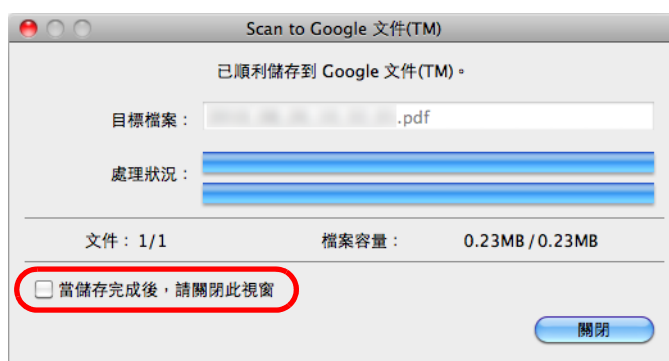 Scan to Google 文件(TM)
已順利儲存到 Google 文件(TM)。
目標檔案： .pdf
處理狀況：
文件： 1/1 檔案容量： 0.23MB / 0.23MB
當儲存完成後，請關閉此視窗
關閉